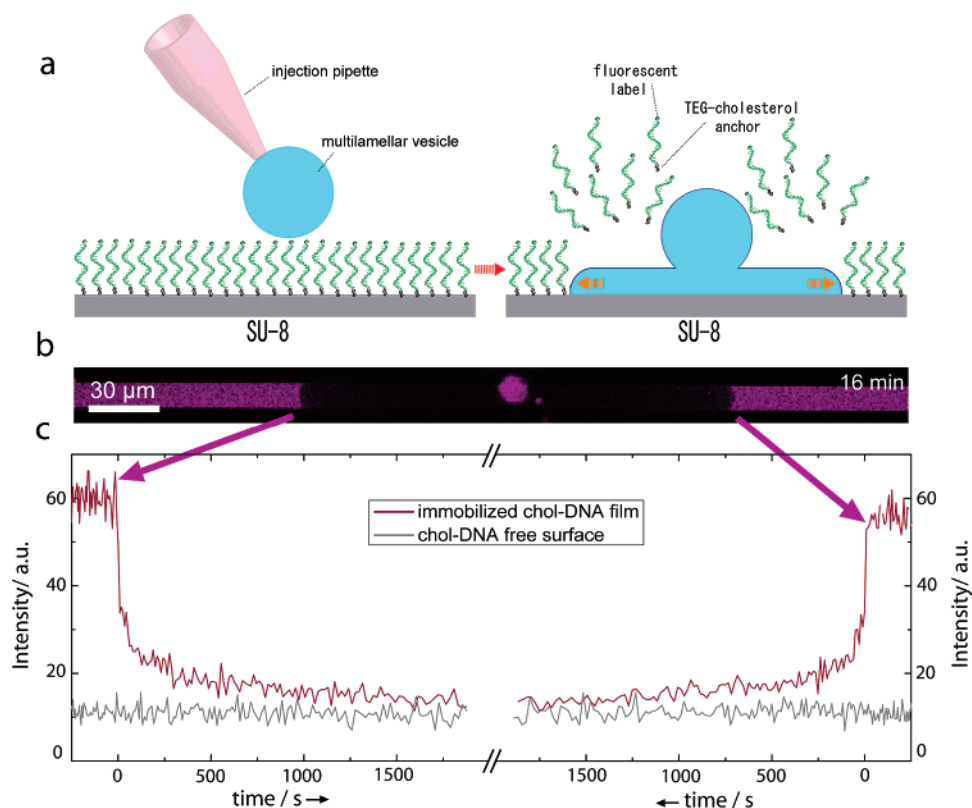 a
injection pipette
multilamellar vesicle
fluorescent
label
TEG-cholesterol
anchor
SU-8
SU-8
b
30 µm
16 min
c
immobilized chol-DNA film
chol-DNA free surface
Intensity/ a.u.
60
40
20
0
60
40
20
0
Intensity/ a.u.
0 500 1000 1500 // 1500 1000 500 0
time / s → ← time / s